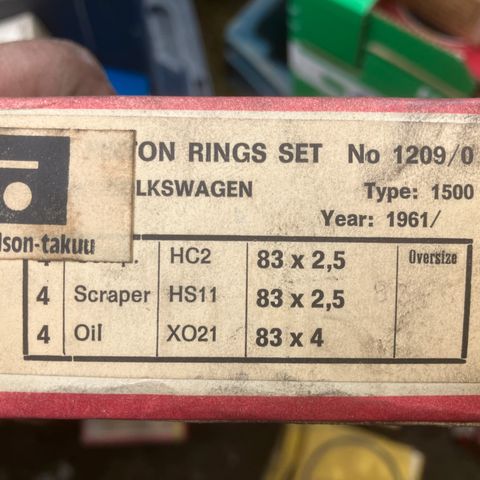 TON RINGS SET No 1209/0
LKSWAGEN Type: 1500
Year: 1961/
lson-takuu
HC2 83 x 2,5 Oversize
4 Scraper HS11 83 x 2,5
4 Oil XO21 83 x 4